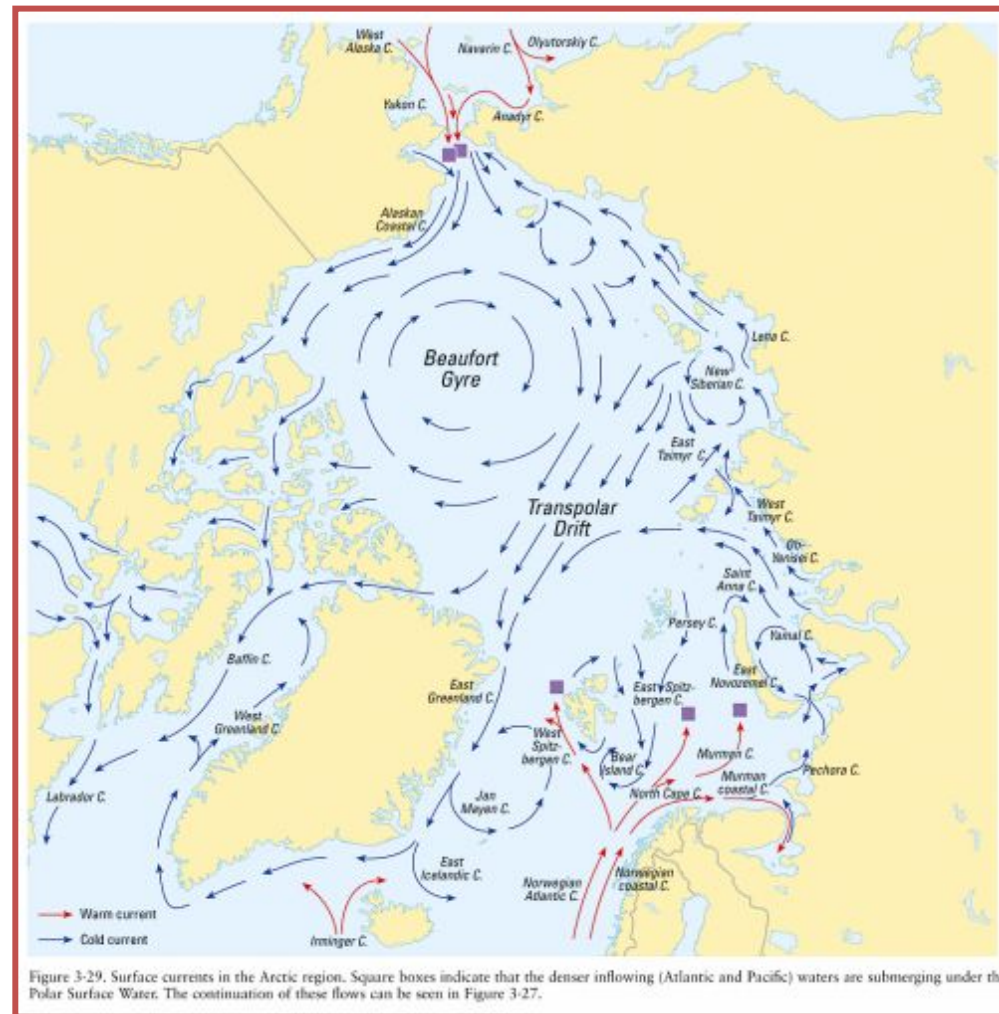 West
Alaska C.
Navarin C.
Olyutorskiy C.
Yukon C.
Anadyr C.
Alaskan
Coastal C.
Beaufort
Gyre
Lena C.
New
Siberian C.
East
Taimyr C.
Transpolar
Drift
West
Taimyr C.
Ob-
Yenisei C.
Saint
Anna C.
Persey C.
Yamal C.
Baffin C.
East
Greenland C.
East Spitz-
bergen C.
East
Novozemel C.
West
Greenland C.
West
Spitz-
bergen C.
Bear
Island C.
Murman C.
Murman
coastal C.
Pechora C.
Labrador C.
Jan
Mayen C.
North Cape C.
East
Icelandic C.
Norwegian
Atlantic C.
Norwegian
coastal C.
Irminger C.
Warm current
Cold current
Figure 3-29. Surface currents in the Arctic region. Square boxes indicate that the denser inflowing (Atlantic and Pacific) waters are submerging under th
Polar Surface Water. The continuation of these flows can be seen in Figure 3-27.